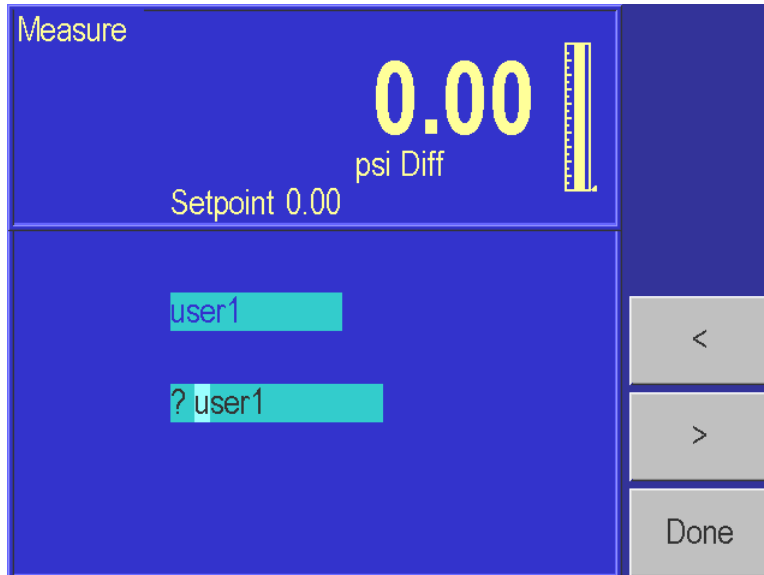 Measure
0.00
psi Diff
Setpoint 0.00
user1
? user1
<
>
Done